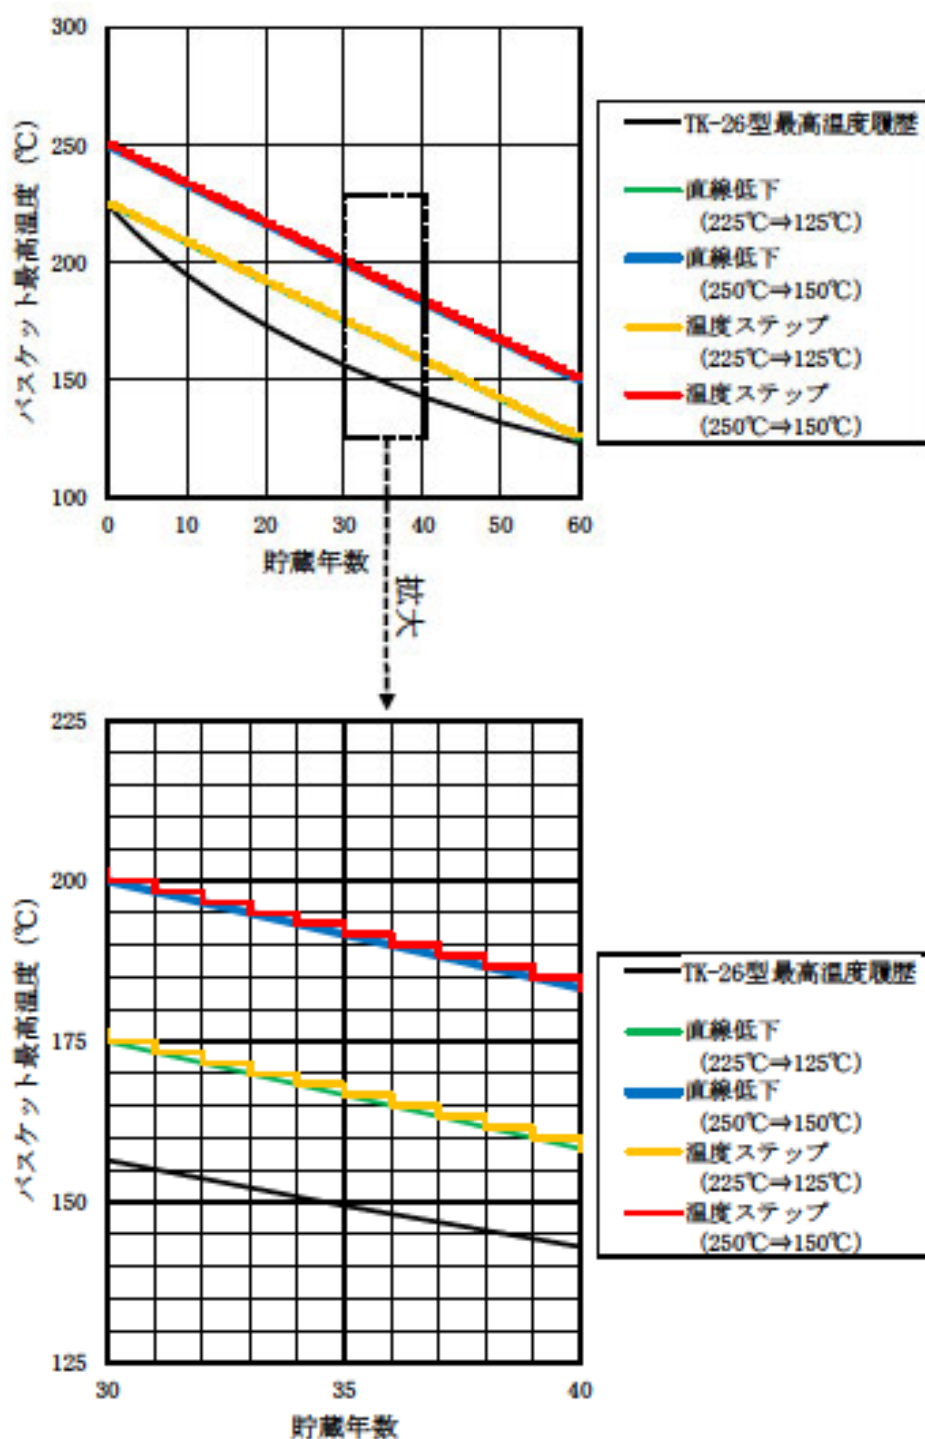 バスケット最高温度 (℃)
300
250
200
150
100
0 10 20 30 40 50 60
貯蔵年数
TK-26型最高温度履歴
直線低下
(225℃⇒125℃)
直線低下
(250℃⇒150℃)
温度ステップ
(225℃⇒125℃)
温度ステップ
(250℃⇒150℃)
拡大
バスケット最高温度 (℃)
225
200
175
150
125
30 35 40
貯蔵年数
TK-26型最高温度履歴
直線低下
(225℃⇒125℃)
直線低下
(250℃⇒150℃)
温度ステップ
(225℃⇒125℃)
温度ステップ
(250℃⇒150℃)